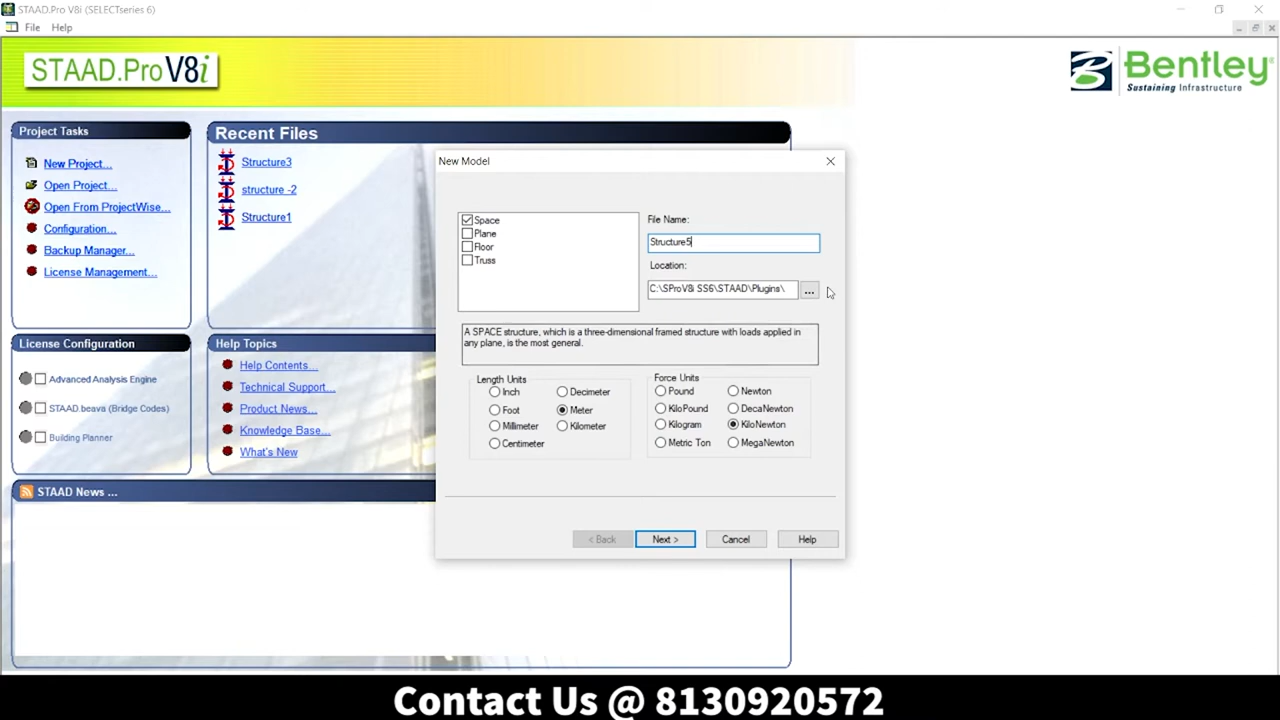 STAAD.Pro V8i (SELECTseries 6)
File Help
STAAD.Pro V8i
Bentley
Sustaining Infrastructure
Project Tasks
New Project...
Open Project...
Open From ProjectWise...
Configuration...
Backup Manager...
License Management...
Recent Files
Structure3
structure -2
Structure1
License Configuration
Advanced Analysis Engine
STAAD.beava (Bridge Codes)
Building Planner
Help Topics
Help Contents...
Technical Support...
Product News...
Knowledge Base...
What's New
STAAD News ...
New Model
Space
Plane
Floor
Truss
File Name:
Structure5
Location:
C:\SProV8i SS6\STAAD\Plugins\
...
A SPACE structure, which is a three-dimensional framed structure with loads applied in
any plane, is the most general.
Length Units
Inch Decimeter
Foot Meter
Millimeter Kilometer
Centimeter
Force Units
Pound Newton
KiloPound DecaNewton
Kilogram KiloNewton
Metric Ton MegaNewton
< Back Next > Cancel Help
Contact Us @ 8130920572